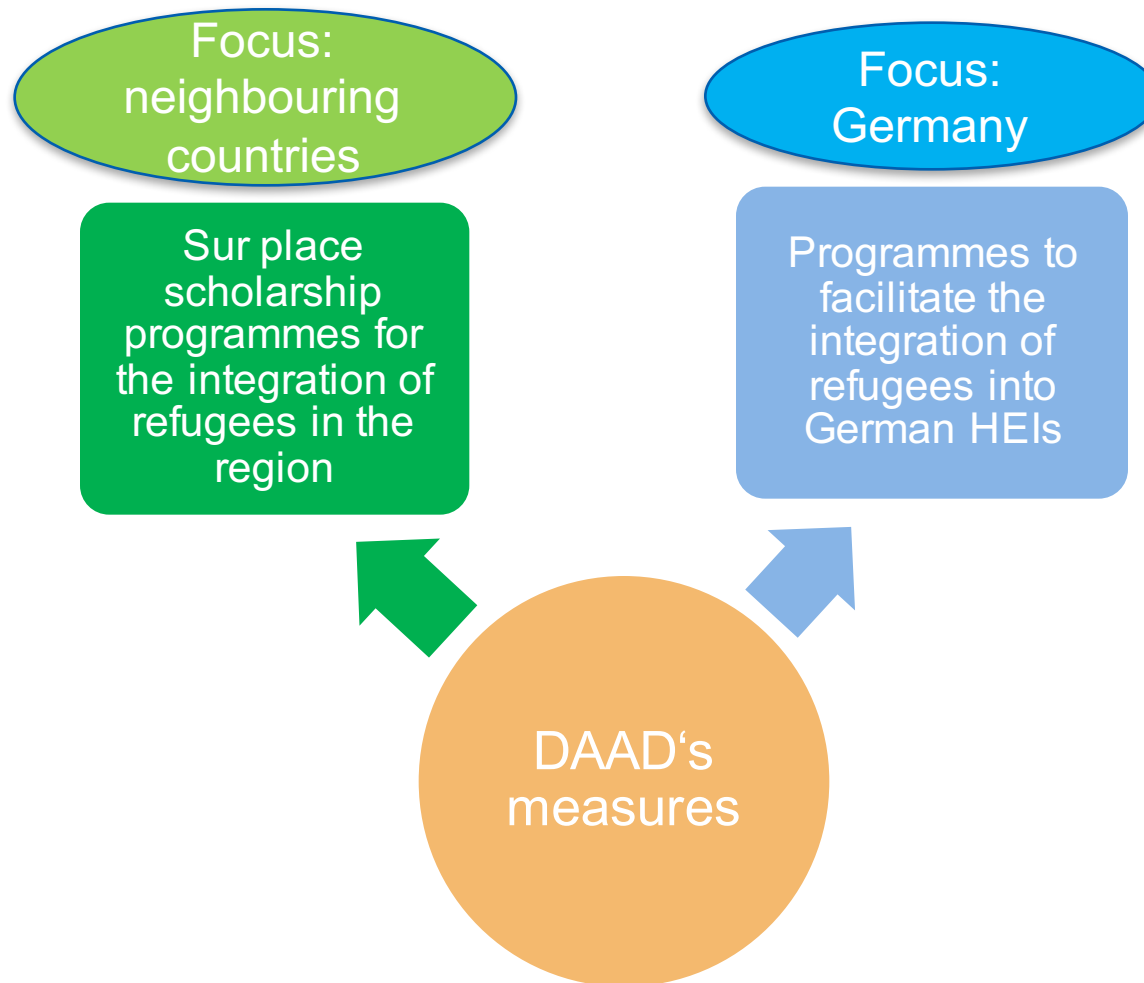 Focus:
neighbouring
countries
Focus:
Germany
Sur place
scholarship
programmes for
the integration of
refugees in the
region
Programmes to
facilitate the
integration of
refugees into
German HEIs
DAAD‘s
measures